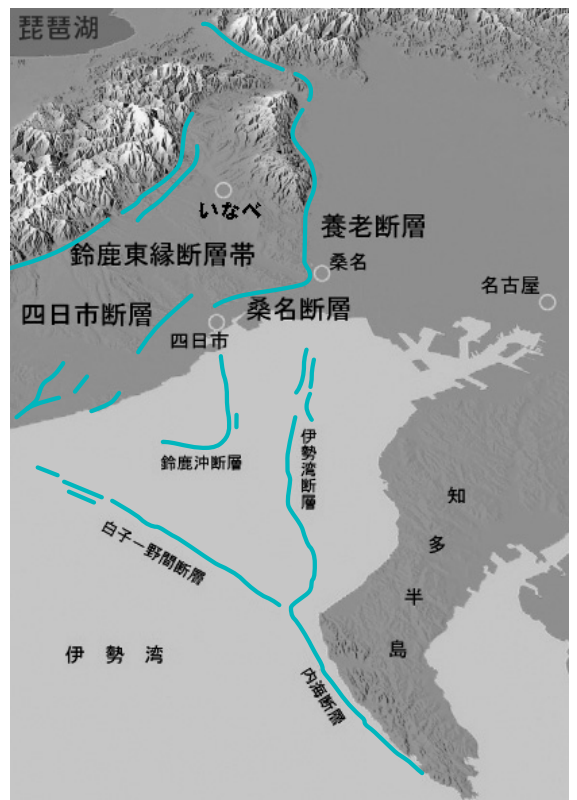 琵琶湖
いなべ
養老断層
鈴鹿東縁断層帯
桑名
名古屋
四日市断層
桑名断層
四日市
鈴鹿沖断層
伊勢湾断層
知多半島
白子ー野間断層
伊勢湾
内海断層